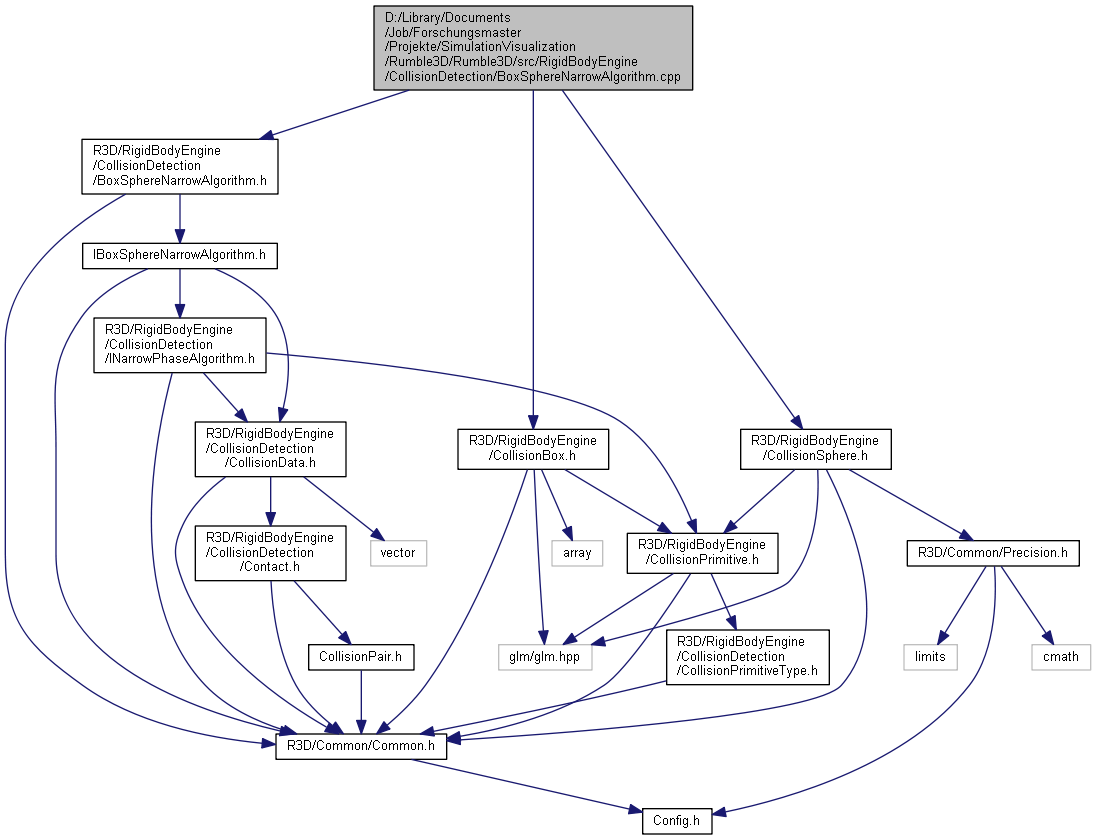 D:/Library/Documents
/Job/Forschungsmaster
/Projekte/SimulationVisualization
/Rumble3D/Rumble3D/src/RigidBodyEngine
/CollisionDetection/BoxSphereNarrowAlgorithm.cpp
R3D/RigidBodyEngine
/CollisionDetection
/BoxSphereNarrowAlgorithm.h
IBoxSphereNarrowAlgorithm.h
R3D/RigidBodyEngine
/CollisionDetection
/INarrowPhaseAlgorithm.h
R3D/RigidBodyEngine
/CollisionDetection
/CollisionData.h
R3D/RigidBodyEngine
/CollisionBox.h
R3D/RigidBodyEngine
/CollisionSphere.h
R3D/RigidBodyEngine
/CollisionDetection
/Contact.h
vector
array
R3D/RigidBodyEngine
/CollisionPrimitive.h
R3D/Common/Precision.h
CollisionPair.h
glm/glm.hpp
R3D/RigidBodyEngine
/CollisionDetection
/CollisionPrimitiveType.h
limits
cmath
R3D/Common/Common.h
Config.h